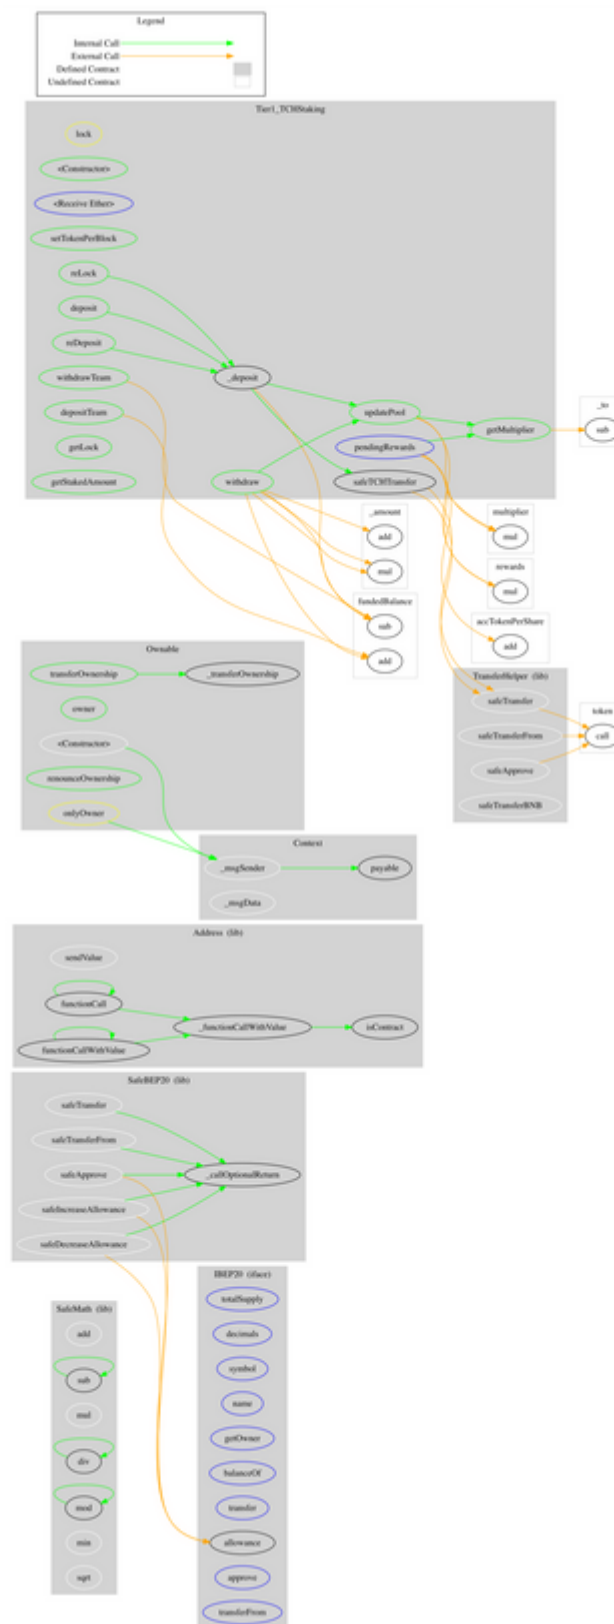 Legend
Internal Call
External Call
Defined Contract
Undefined Contract
Tier1_TCHStaking
lock
<Constructor>
<Receive Ether>
setTokenPerBlock
reLock
deposit
reDeposit
withdrawTeam
_deposit
depositTeam
updatePool
getMultiplier
getLock
pendingRewards
getStakedAmount
withdraw
safeTCHTransfer
_to
sub
_amount
add
mul
multiplier
mul
rewards
mul
fundedBalance
sub
add
accTokenPerShare
add
Ownable
transferOwnership
_transferOwnership
owner
<Constructor>
renounceOwnership
onlyOwner
TransferHelper (lib)
safeTransfer
safeTransferFrom
safeApprove
safeTransferBNB
token
call
Context
_msgSender
payable
_msgData
Address (lib)
sendValue
functionCall
functionCallWithValue
_functionCallWithValue
isContract
SafeBEP20 (lib)
safeTransfer
safeTransferFrom
safeApprove
_callOptionalReturn
safeIncreaseAllowance
safeDecreaseAllowance
IBEP20 (iface)
totalSupply
decimals
symbol
name
getOwner
balanceOf
transfer
allowance
approve
transferFrom
SafeMath (lib)
add
sub
mul
div
mod
min
sqrt